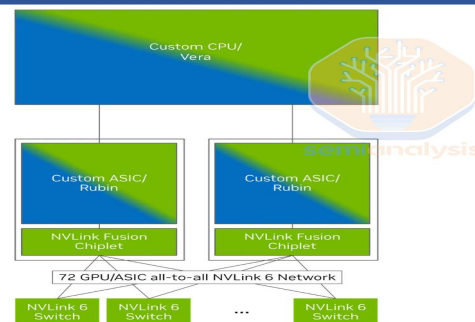 Custom CPU/
Vera
semianalysis
Custom ASIC/
Rubin
Custom ASIC/
Rubin
NVLink Fusion
Chiplet
NVLink Fusion
Chiplet
72 GPU/ASIC all-to-all NVLink 6 Network
NVLink 6
Switch
NVLink 6
Switch
...
NVLink 6
Switch